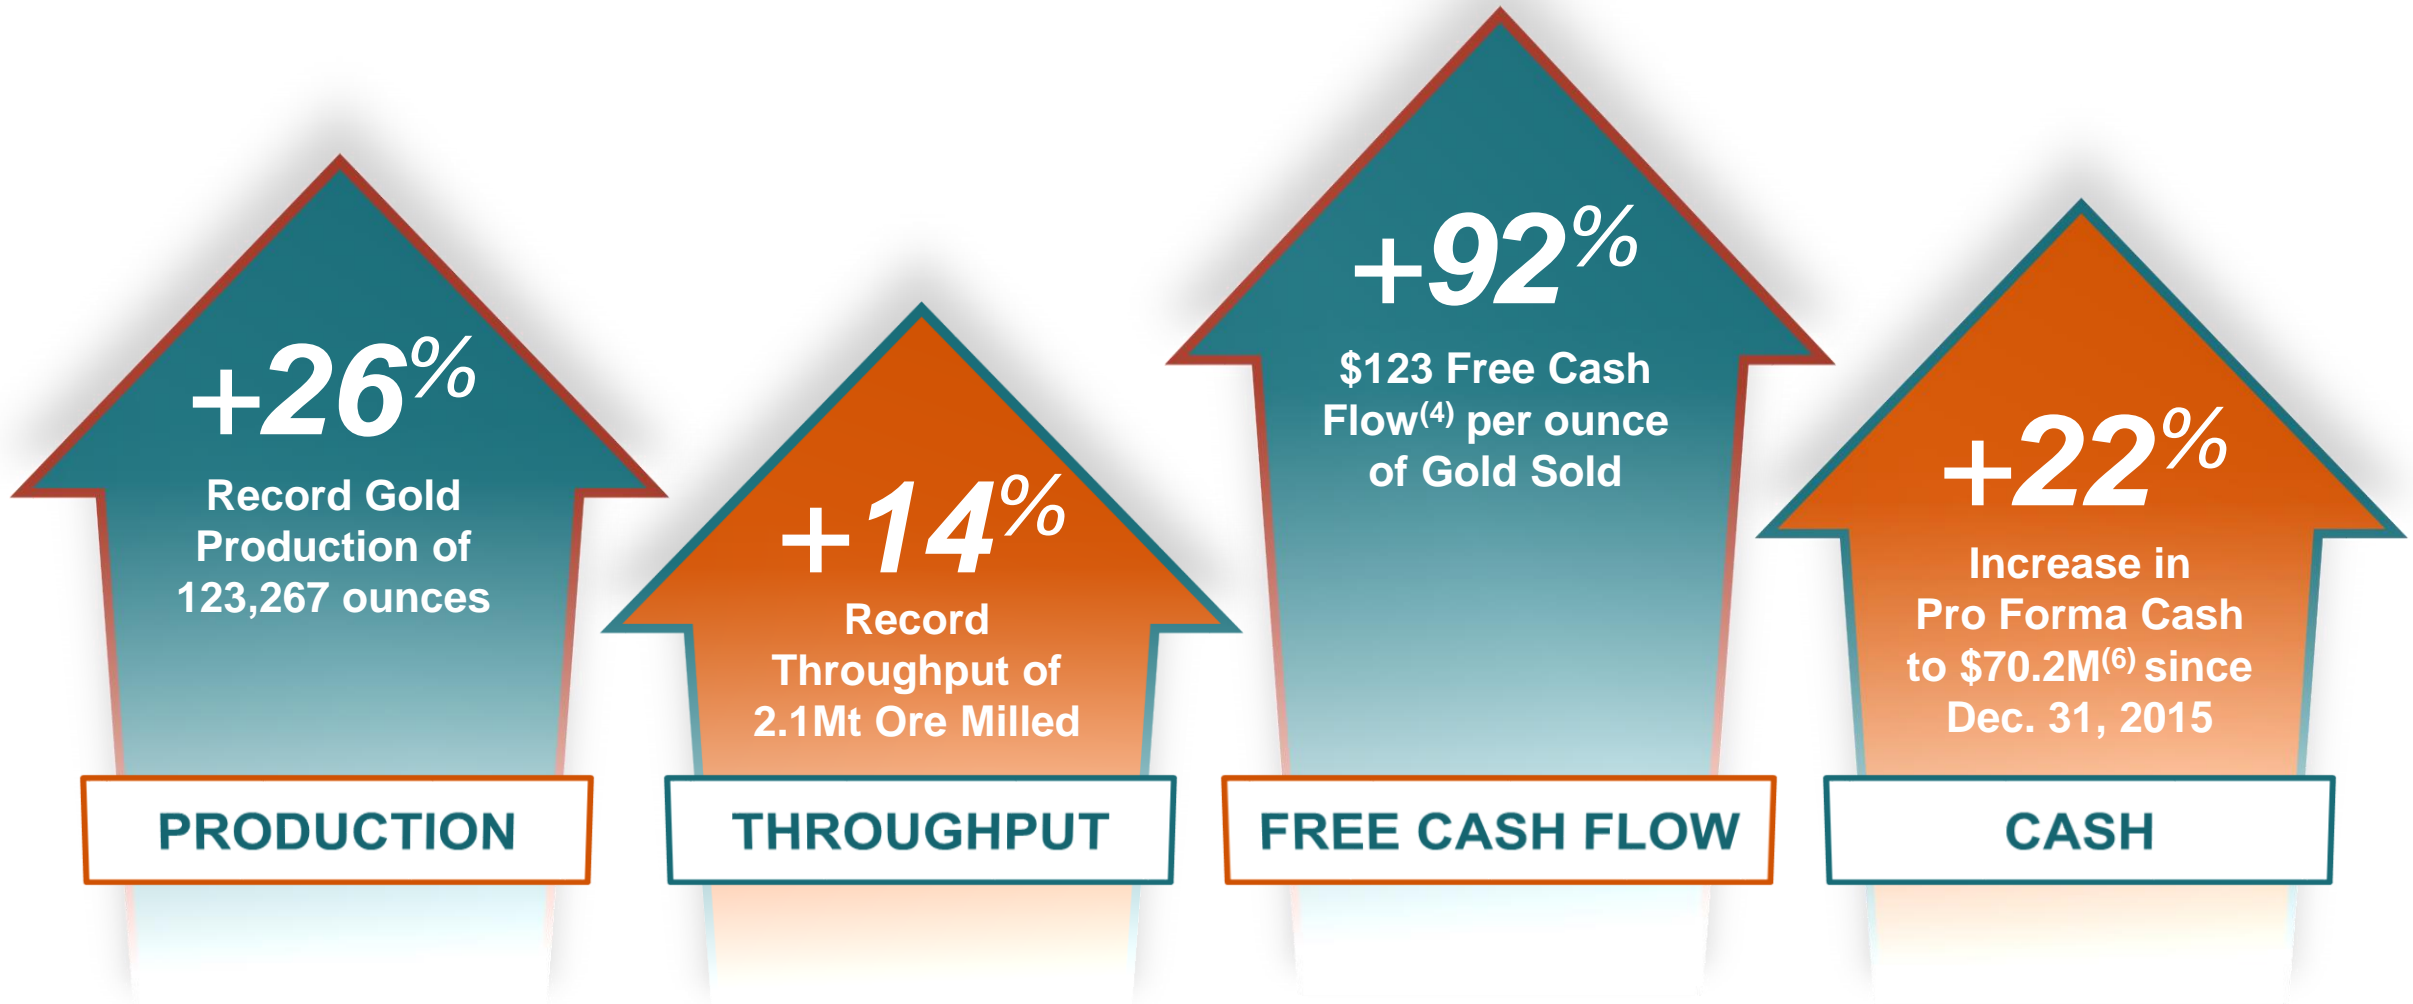 +26%
Record Gold
Production of
123,267 ounces
PRODUCTION
+14%
Record
Throughput of
2.1Mt Ore Milled
THROUGHPUT
+92%
$123 Free Cash
Flow(4) per ounce
of Gold Sold
FREE CASH FLOW
+22%
Increase in
Pro Forma Cash
to $70.2M(6) since
Dec. 31, 2015
CASH